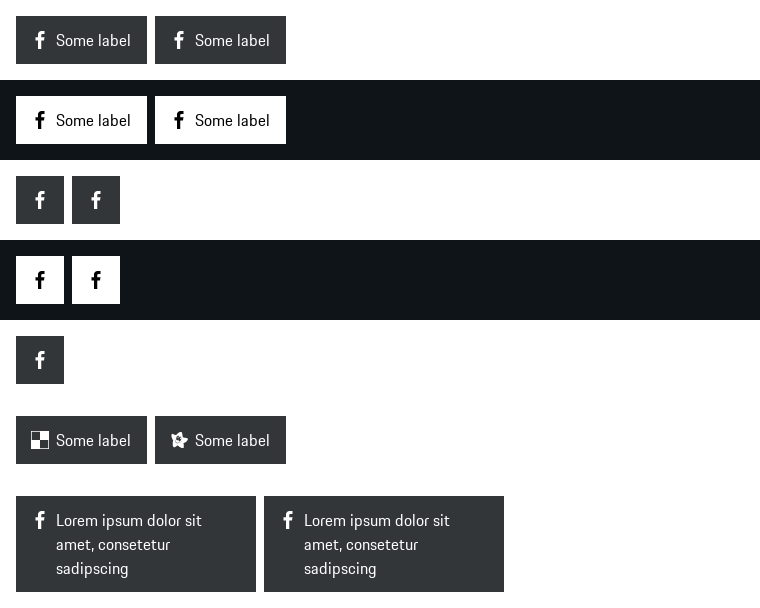 Some label Some label
Some label Some label
Some label Some label
Lorem ipsum dolor sit
amet, consetetur
sadipscing
Lorem ipsum dolor sit
amet, consetetur
sadipscing